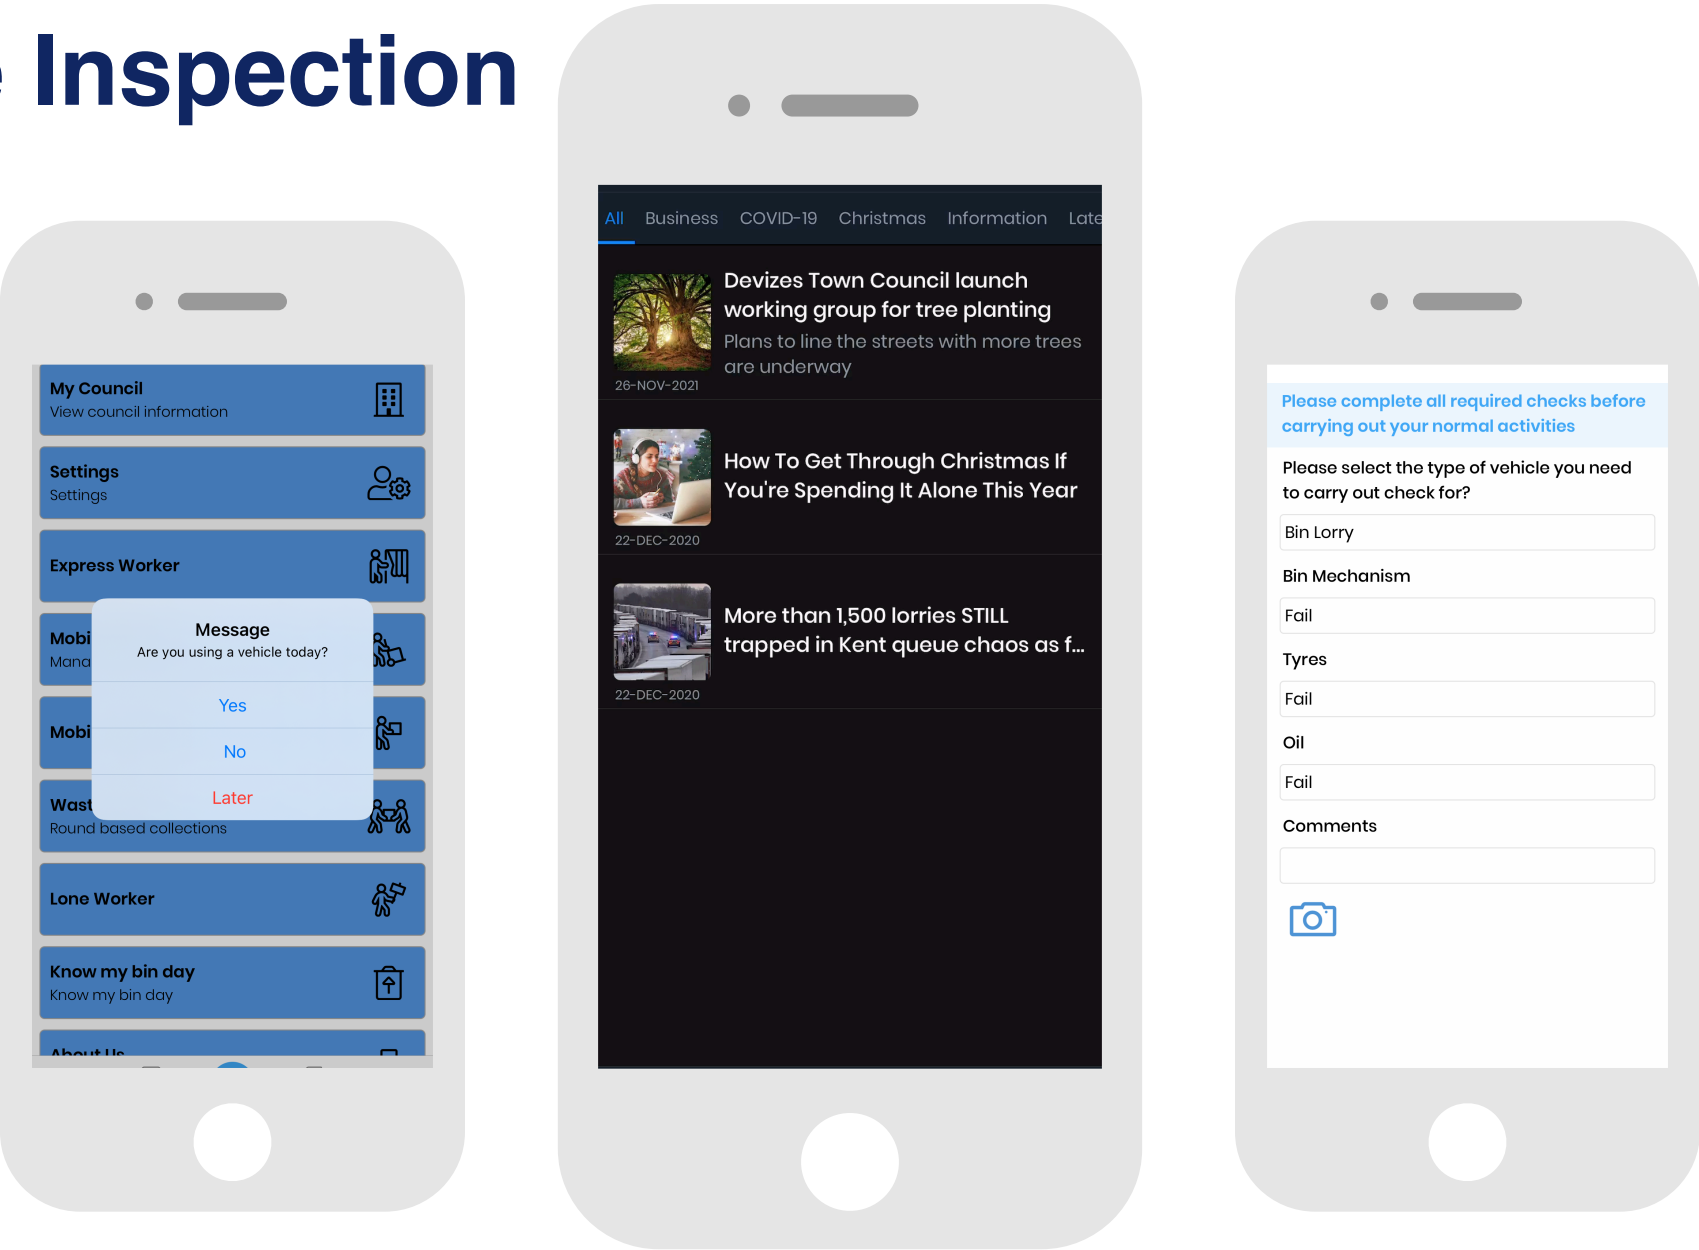 e Inspection
My Council
View council information
Settings
Settings
Express Worker
Mobi
Mana
Mobi
Wast
Round based collections
Lone Worker
Know my bin day
Know my bin day
About Us
Message
Are you using a vehicle today?
Yes
No
Later
All Business COVID-19 Christmas Information Late
Devizes Town Council launch
working group for tree planting
Plans to line the streets with more trees
are underway
26-NOV-2021
How To Get Through Christmas If
You're Spending It Alone This Year
22-DEC-2020
More than 1,500 lorries STILL
trapped in Kent queue chaos as f...
22-DEC-2020
Please complete all required checks before
carrying out your normal activities
Please select the type of vehicle you need
to carry out check for?
Bin Lorry
Bin Mechanism
Fail
Tyres
Fail
Oil
Fail
Comments